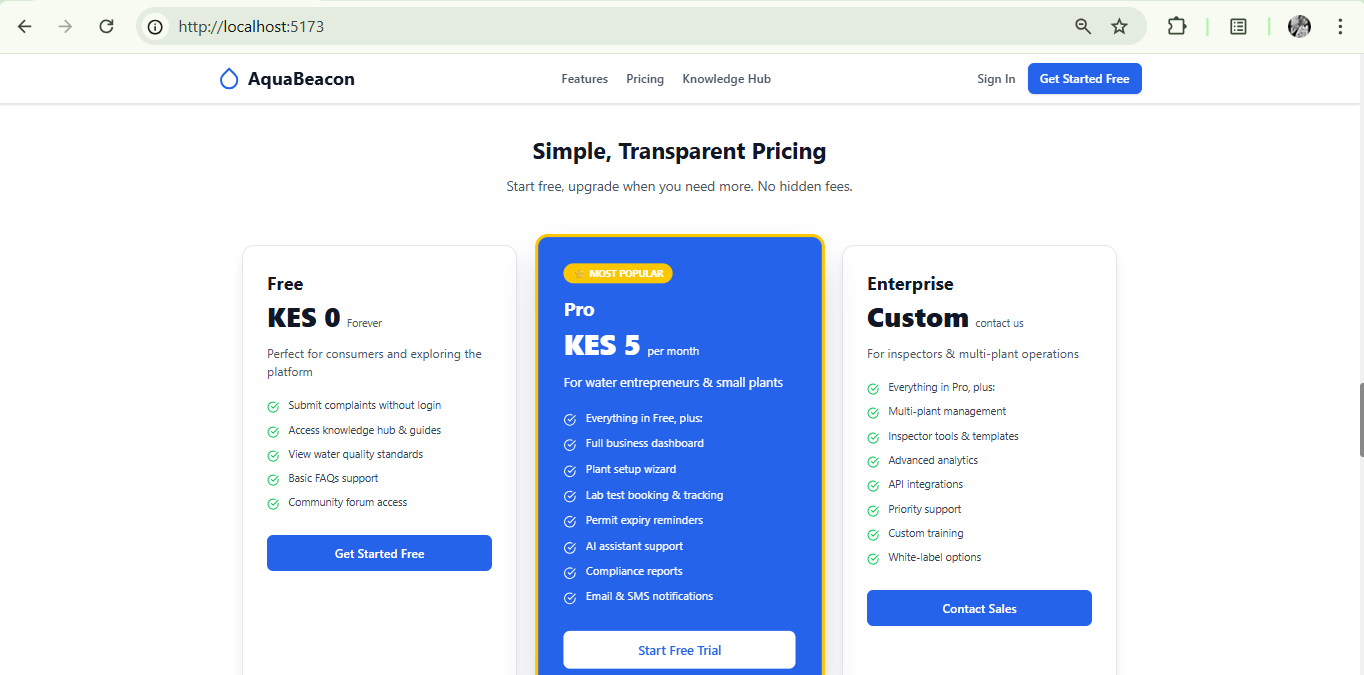 http://localhost:5173
AquaBeacon
Features
Pricing
Knowledge Hub
Sign In
Get Started Free
Simple, Transparent Pricing
Start free, upgrade when you need more. No hidden fees.
Free
KES 0 Forever
Perfect for consumers and exploring the
platform
Submit complaints without login
Access knowledge hub & guides
View water quality standards
Basic FAQs support
Community forum access
Get Started Free
MOST POPULAR
Pro
KES 5 per month
For water entrepreneurs & small plants
Everything in Free, plus:
Full business dashboard
Plant setup wizard
Lab test booking & tracking
Permit expiry reminders
AI assistant support
Compliance reports
Email & SMS notifications
Start Free Trial
Enterprise
Custom contact us
For inspectors & multi-plant operations
Everything in Pro, plus:
Multi-plant management
Inspector tools & templates
Advanced analytics
API integrations
Priority support
Custom training
White-label options
Contact Sales